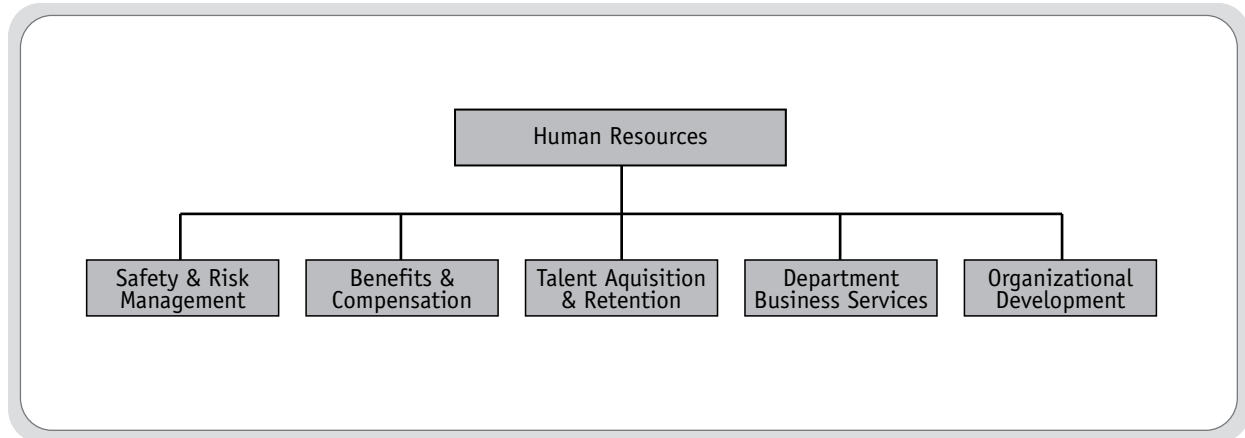 Human Resources
Safety & Risk
Management
Benefits &
Compensation
Talent Aquisition
& Retention
Department
Business Services
Organizational
Development